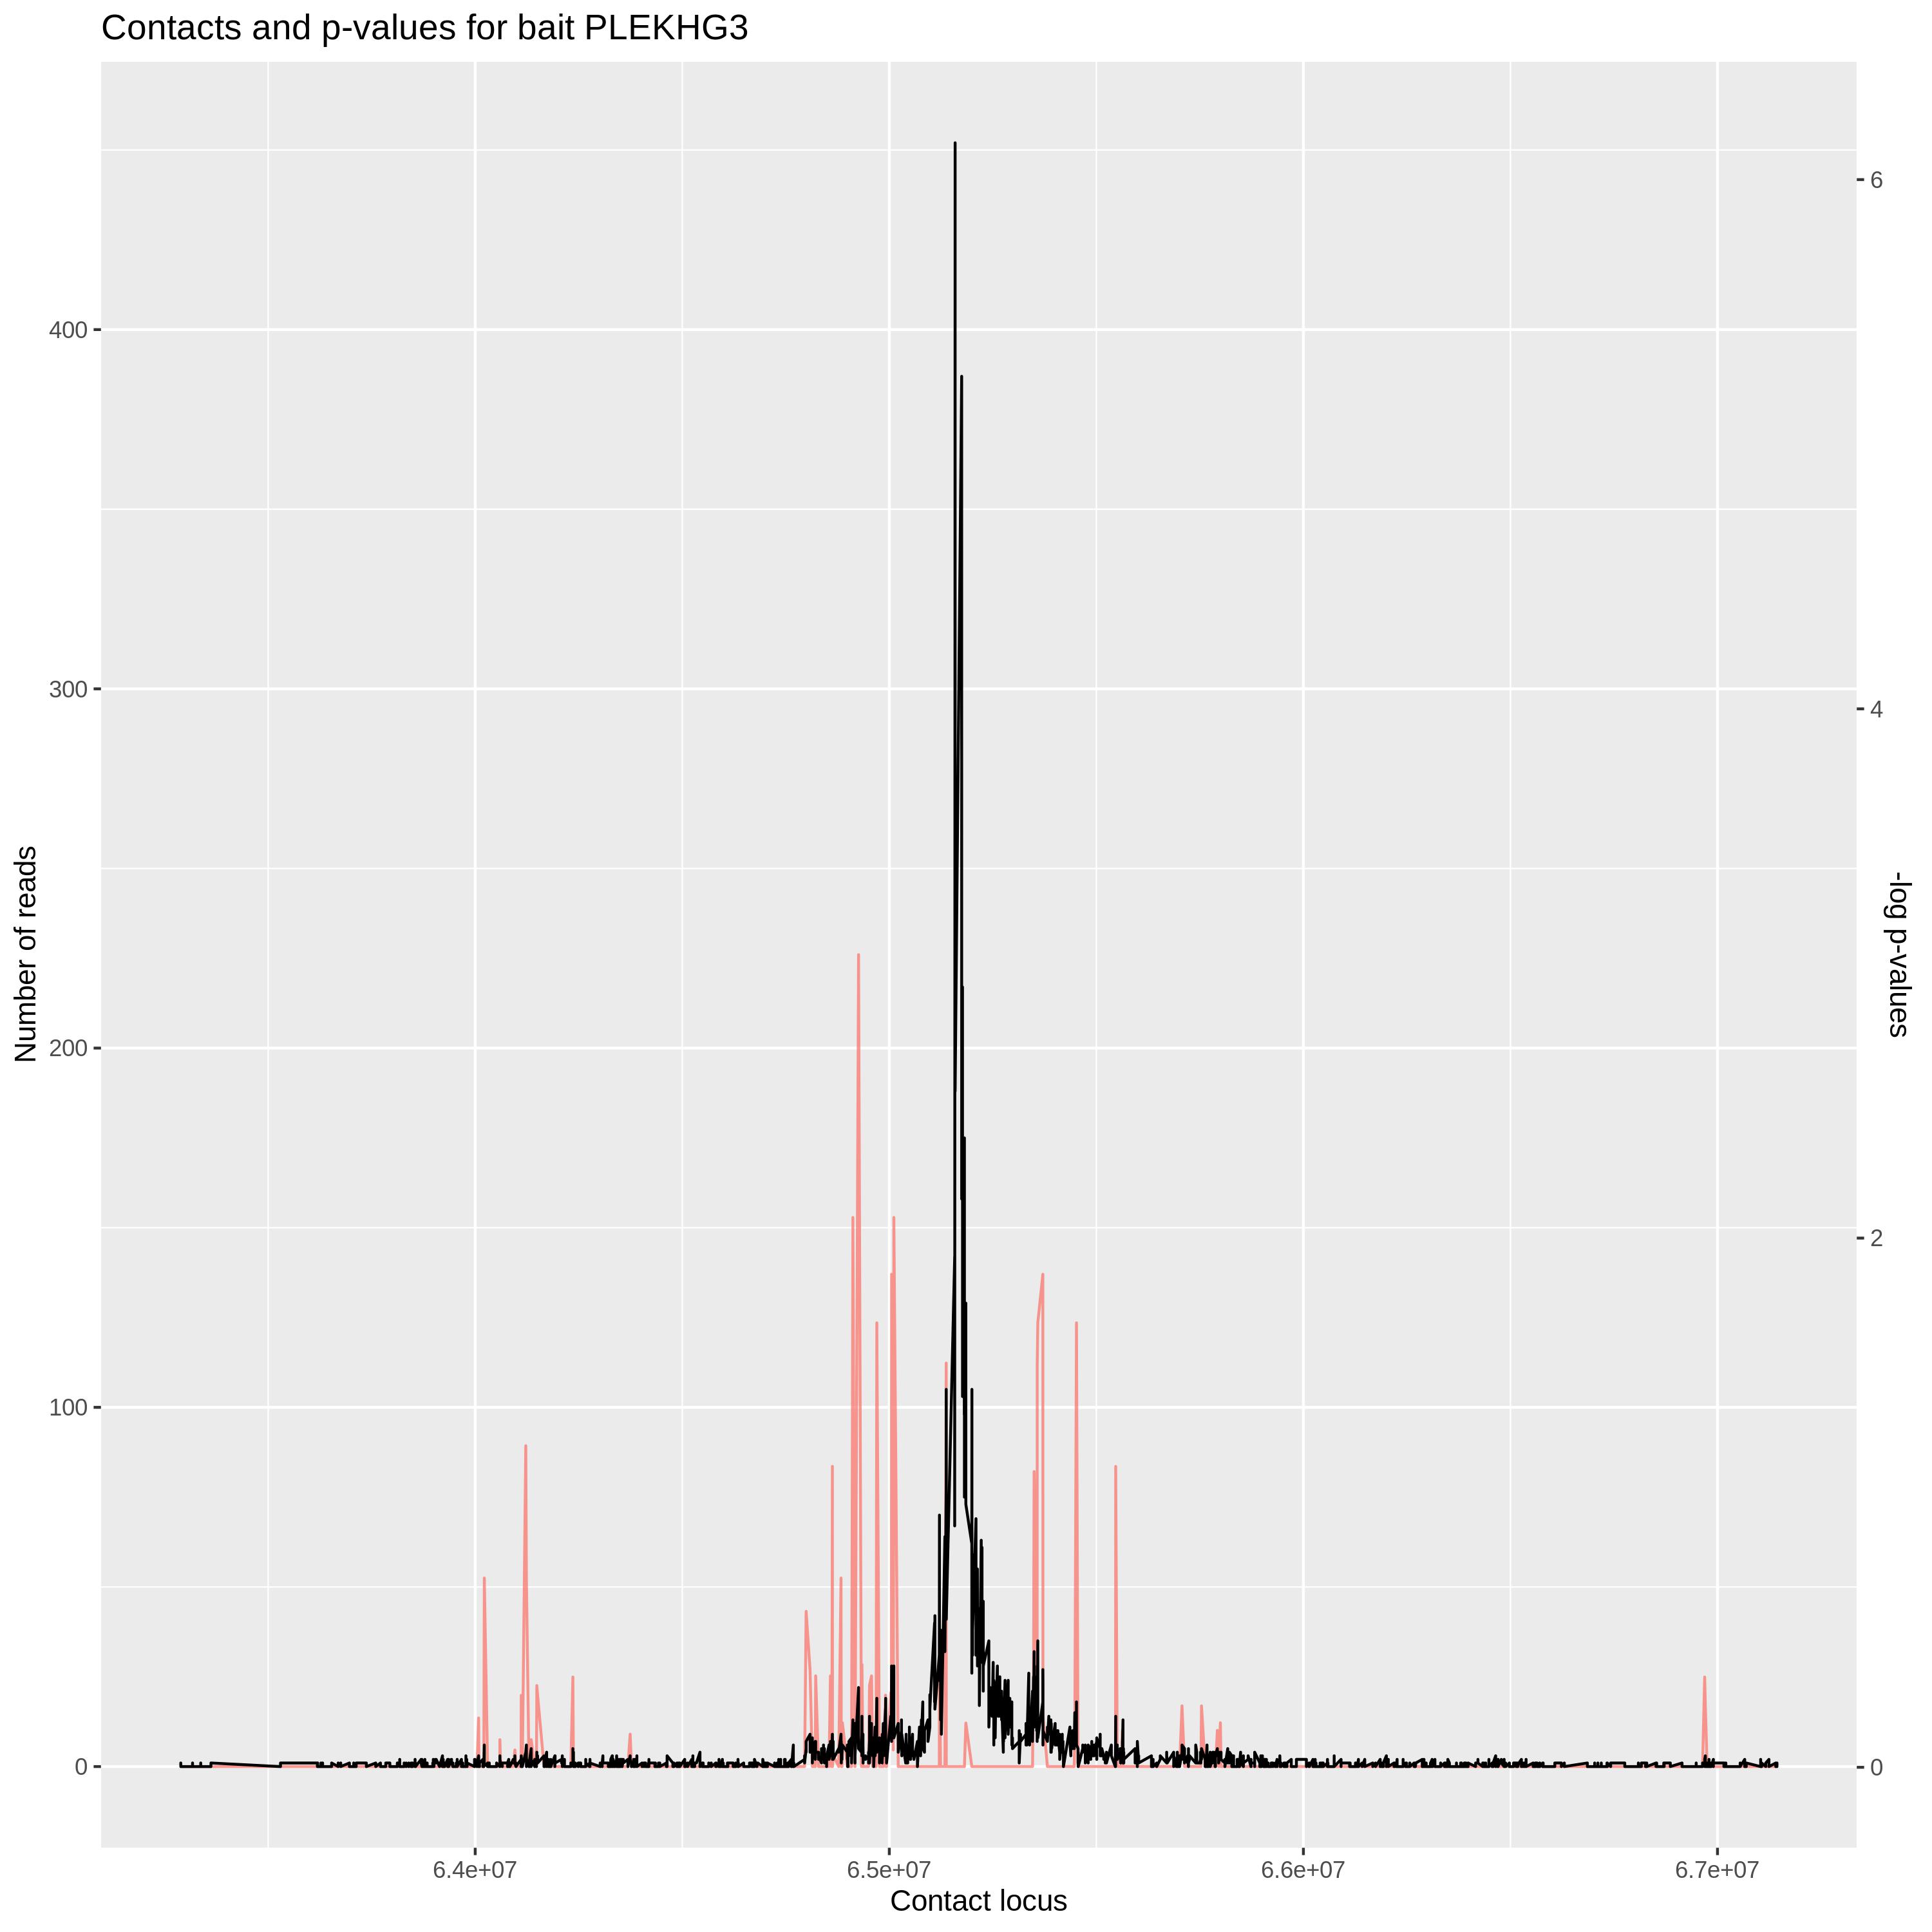 Contacts and p-values for bait PLEKHG3
Number of reads
400
300
200
100
0
6
4
2
0
-log p-values
6.4e+07
6.5e+07
6.6e+07
6.7e+07
Contact locus